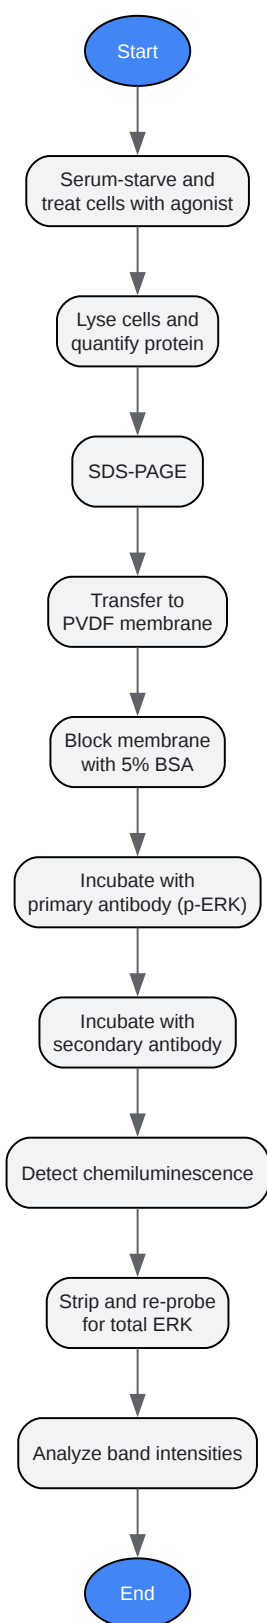 Start
Serum-starve and
treat cells with agonist
Lyse cells and
quantify protein
SDS-PAGE
Transfer to
PVDF membrane
Block membrane
with 5% BSA
Incubate with
primary antibody (p-ERK)
Incubate with
secondary antibody
Detect chemiluminescence
Strip and re-probe
for total ERK
Analyze band intensities
End